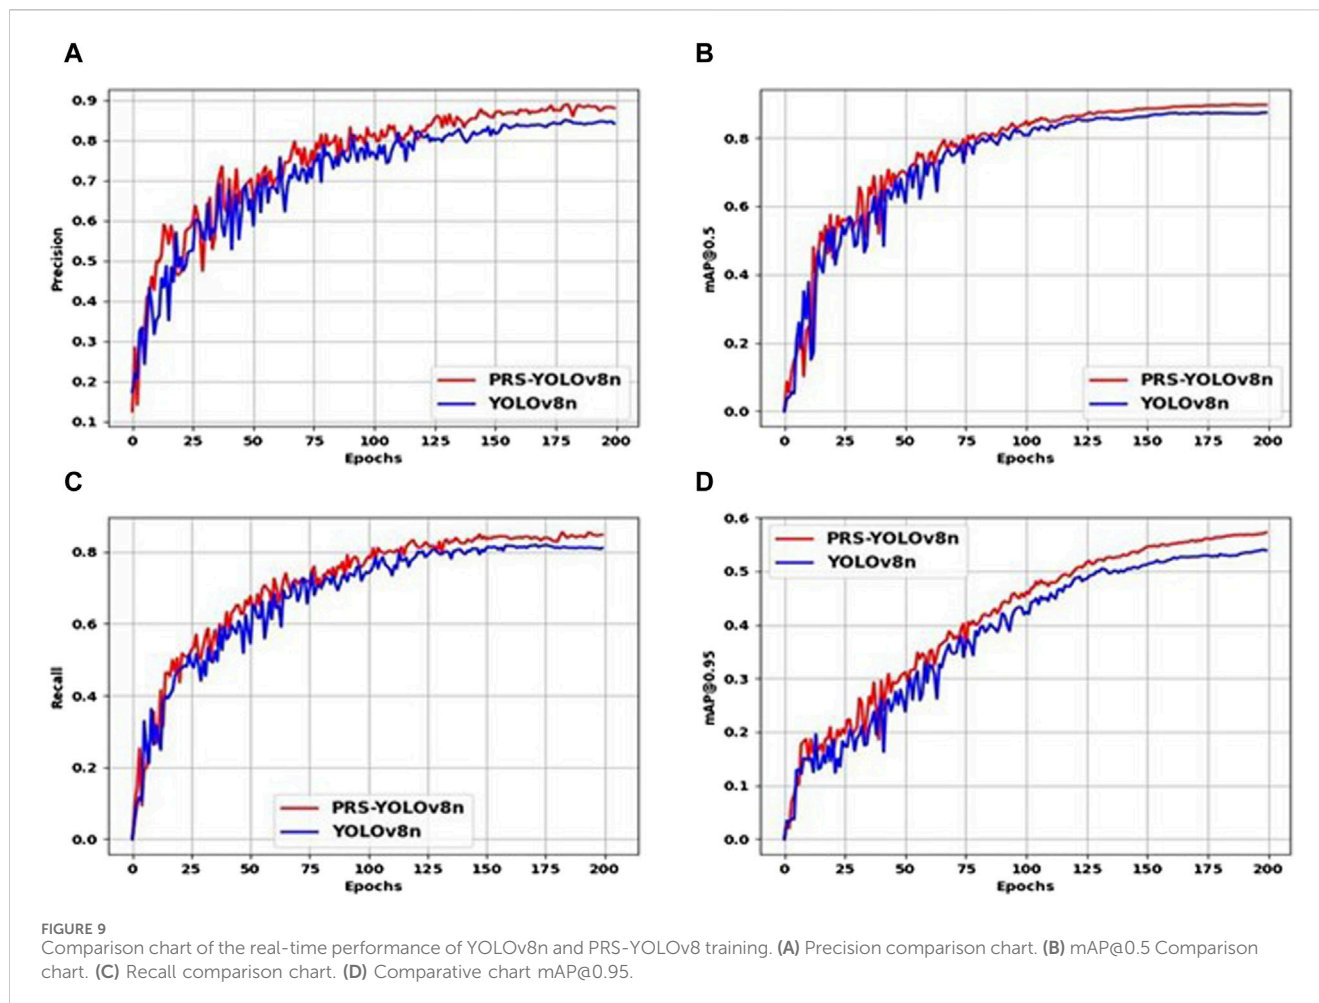 A
B
0.9
0.8
0.7
0.6
0.5
0.4
0.3
0.2
0.1
Precision
PRS-YOLOv8n
YOLOv8n
0 25 50 75 100 125 150 175 200
Epochs
0.8
0.6
0.4
0.2
0.0
mAP@0.5
PRS-YOLOv8n
YOLOv8n
0 25 50 75 100 125 150 175 200
Epochs
C
D
0.8
0.6
0.4
0.2
0.0
Recall
PRS-YOLOv8n
YOLOv8n
0 25 50 75 100 125 150 175 200
Epochs
0.6
0.5
0.4
0.3
0.2
0.1
0.0
mAP@0.95
PRS-YOLOv8n
YOLOv8n
0 25 50 75 100 125 150 175 200
Epochs
FIGURE 9
Comparison chart of the real-time performance of YOLOv8n and PRS-YOLOv8 training. (A) Precision comparison chart. (B) mAP@0.5 Comparison
chart. (C) Recall comparison chart. (D) Comparative chart mAP@0.95.